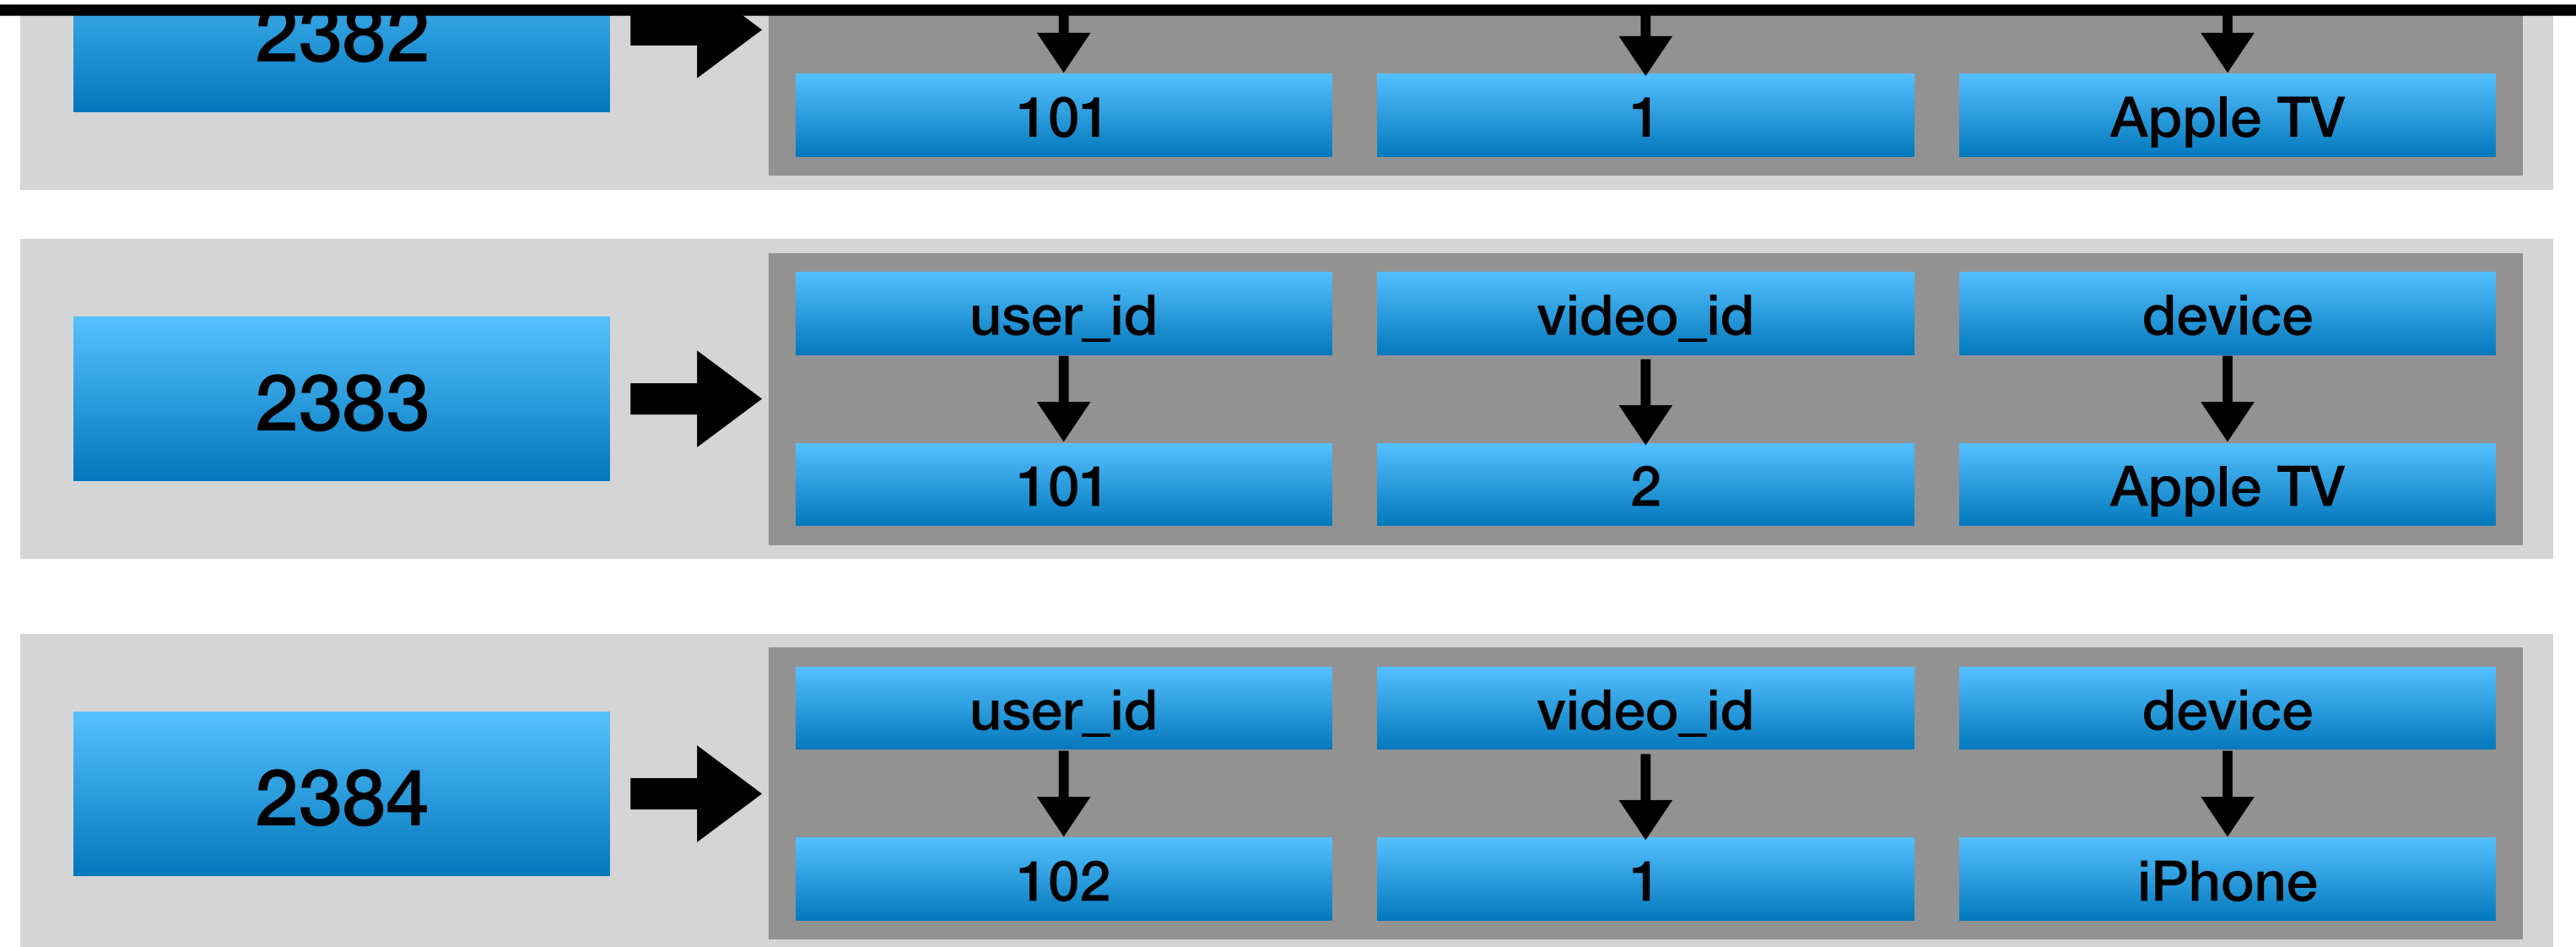 2382
101 1 Apple TV
user_id video_id device
2383
101 2 Apple TV
user_id video_id device
2384
102 1 iPhone